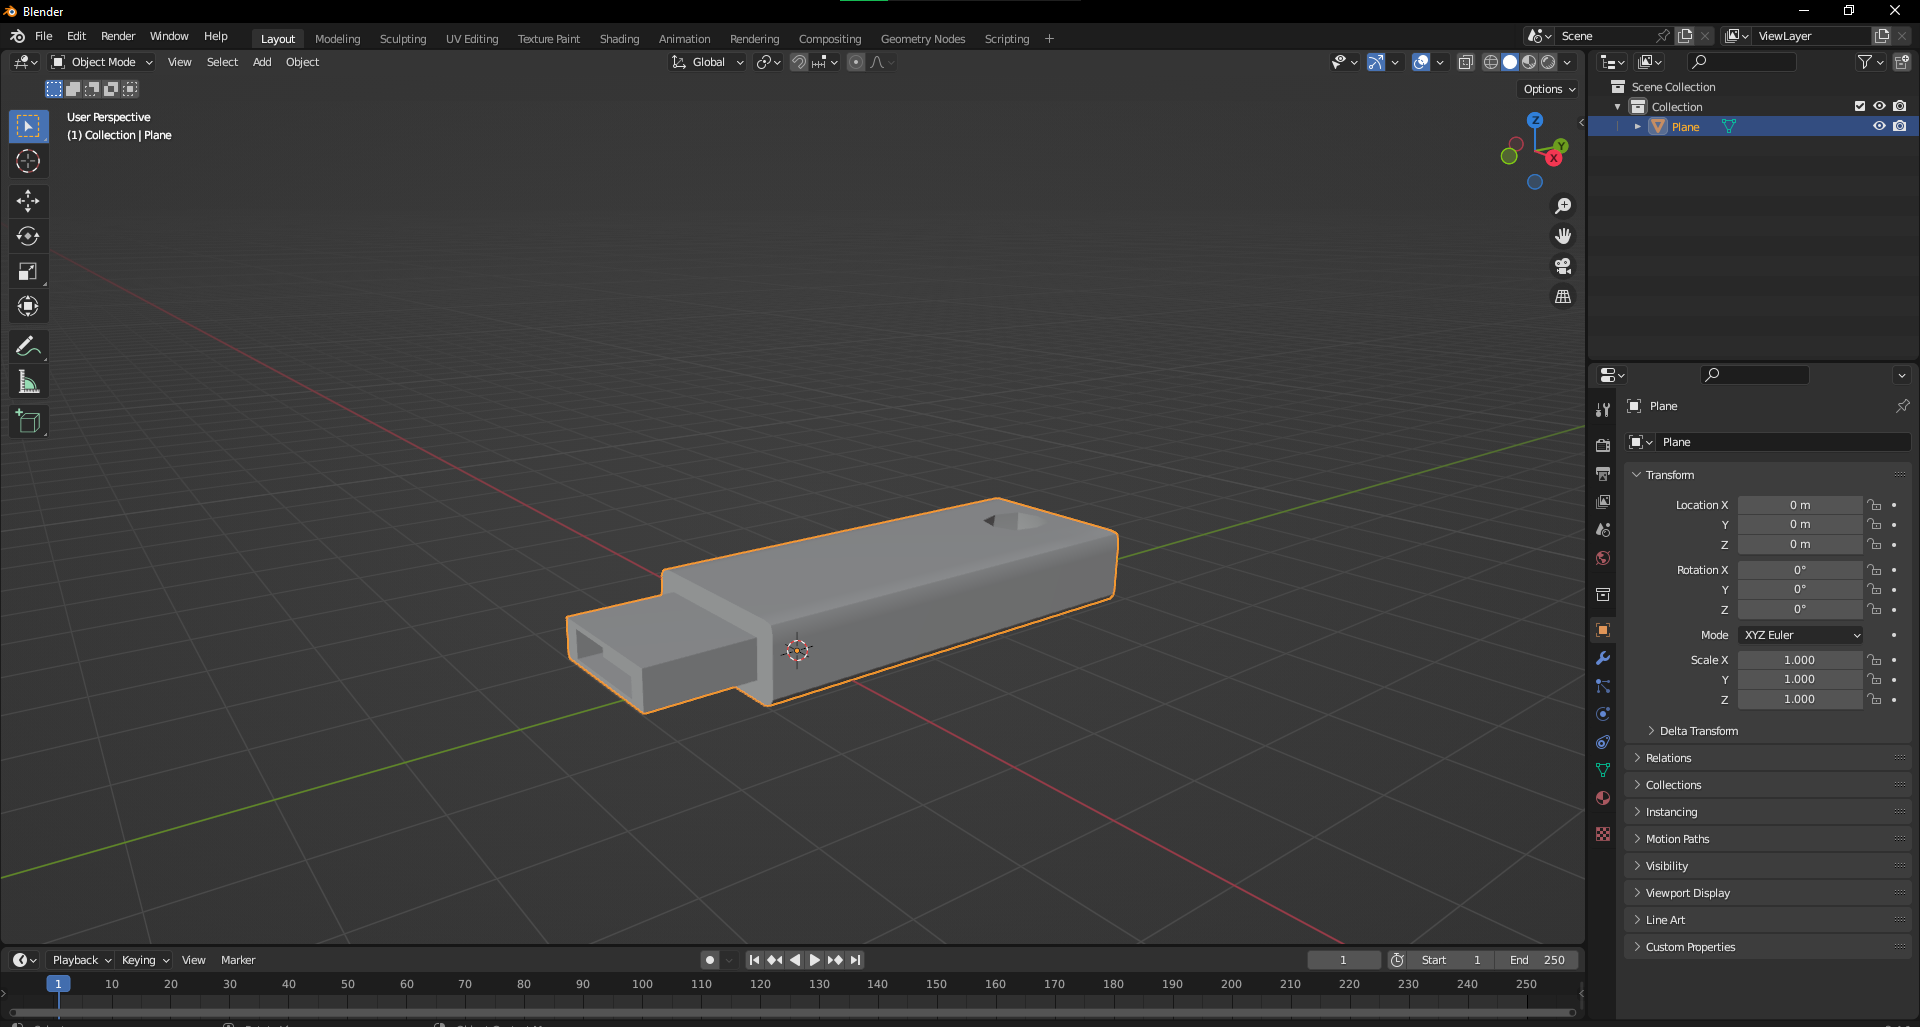 Blender
File Edit Render Window Help Layout Modeling Sculpting UV Editing Texture Paint Shading Animation Rendering Compositing Geometry Nodes Scripting + Scene ViewLayer
Object Mode View Select Add Object Global
Options
User Perspective
(1) Collection | Plane
Z
Y
X
Scene Collection
Collection
Plane
Plane
Plane
Transform
Location X 0 m
Y 0 m
Z 0 m
Rotation X 0°
Y 0°
Z 0°
Mode XYZ Euler
Scale X 1.000
Y 1.000
Z 1.000
Delta Transform
Relations
Collections
Instancing
Motion Paths
Visibility
Viewport Display
Line Art
Custom Properties
Playback Keying View Marker 1 Start 1 End 250
1 10 20 30 40 50 60 70 80 90 100 110 120 130 140 150 160 170 180 190 200 210 220 230 240 250